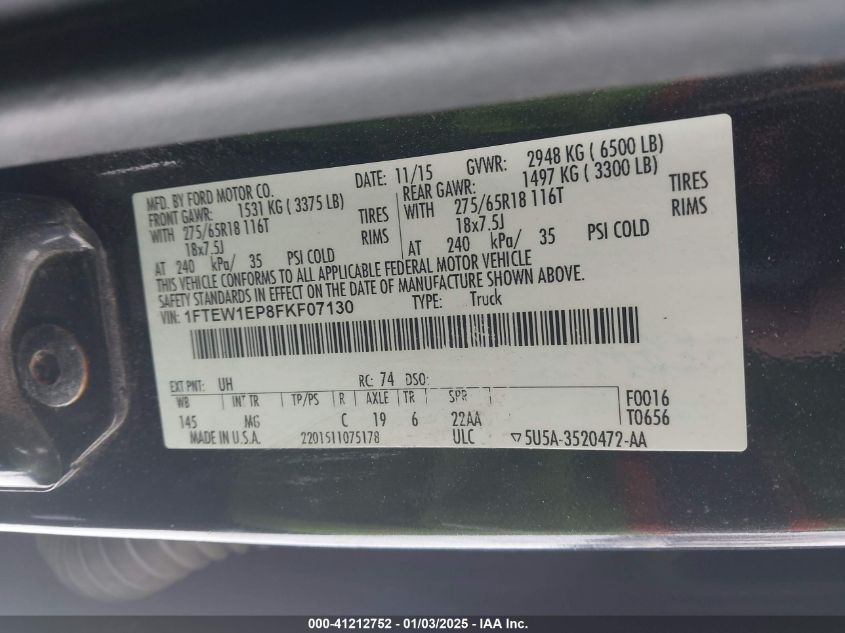 MFD. BY FORD MOTOR CO.
DATE: 11/15 GVWR: 2948 KG ( 6500 LB)
FRONT GAWR: 1531 KG ( 3375 LB) REAR GAWR: 1497 KG ( 3300 LB)
WITH 275/65R18 116T TIRES WITH 275/65R18 116T TIRES
18x7.5J RIMS 18x7.5J RIMS
AT 240 kPa/ 35 PSI COLD AT 240 kPa/ 35 PSI COLD
THIS VEHICLE CONFORMS TO ALL APPLICABLE FEDERAL MOTOR VEHICLE
SAFETY STANDARDS IN EFFECT ON THE DATE OF MANUFACTURE SHOWN ABOVE.
VIN: 1FTEW1EP8FKF07130 TYPE: Truck
EXT PNT: UH RC: 74 DSO:
WB INT TR TP/PS R AXLE TR SPR F0016
145 MG C 19 6 22AA T0656
MADE IN U.S.A. 2201511075178 ULC ▽5U5A-3520472-AA
000-41212752 - 01/03/2025 - IAA Inc.